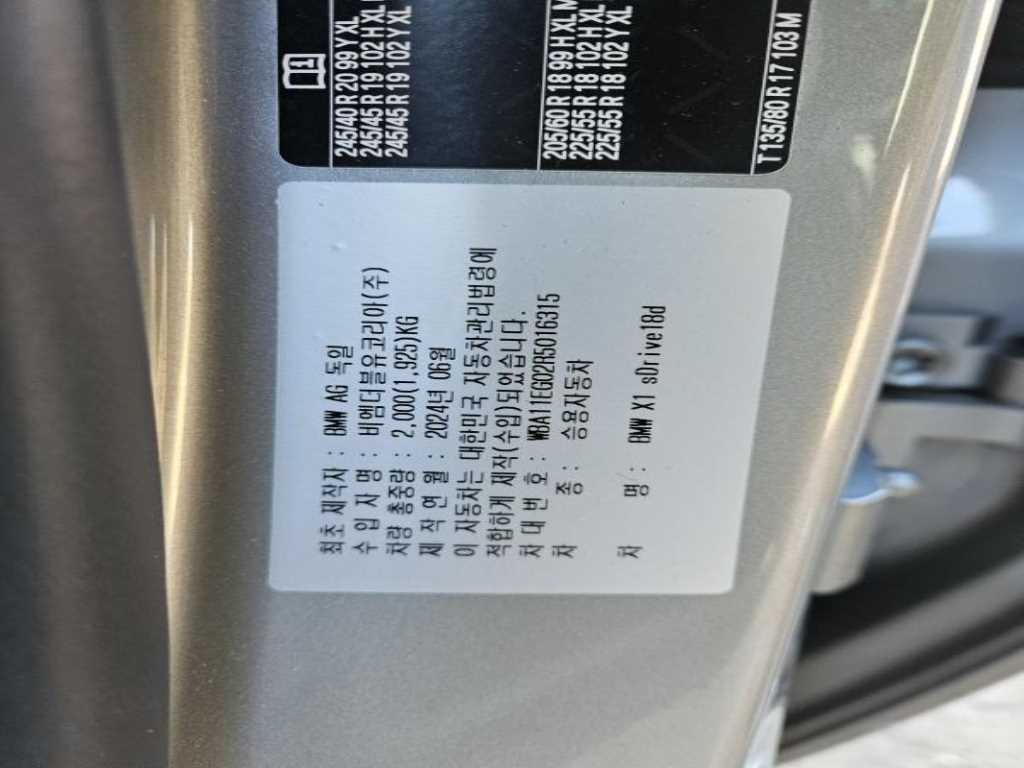 245/40 R 20 99 Y XL
245/45 R 19 102 H XL
245/45 R 19 102 Y XL
205/60 R 18 99 H XL M
225/55 R 18 102 H XL
225/55 R 18 102 Y XL
T 135/80 R 17 103 M
최초 제작자 : BMW AG 독일
수 입 자 명 : 비엠더블유코리아(주)
차량 총중량 : 2,000(1,925)KG
제 작 연 월 : 2024년 06월
이 자동차는 대한민국 자동차관리법령에
적합하게 제작(수입)되었습니다.
차 대 번 호 : WBA11EG02R5016315
차 종 : 승용자동차
차 명 : BMW X1 sDrive18d